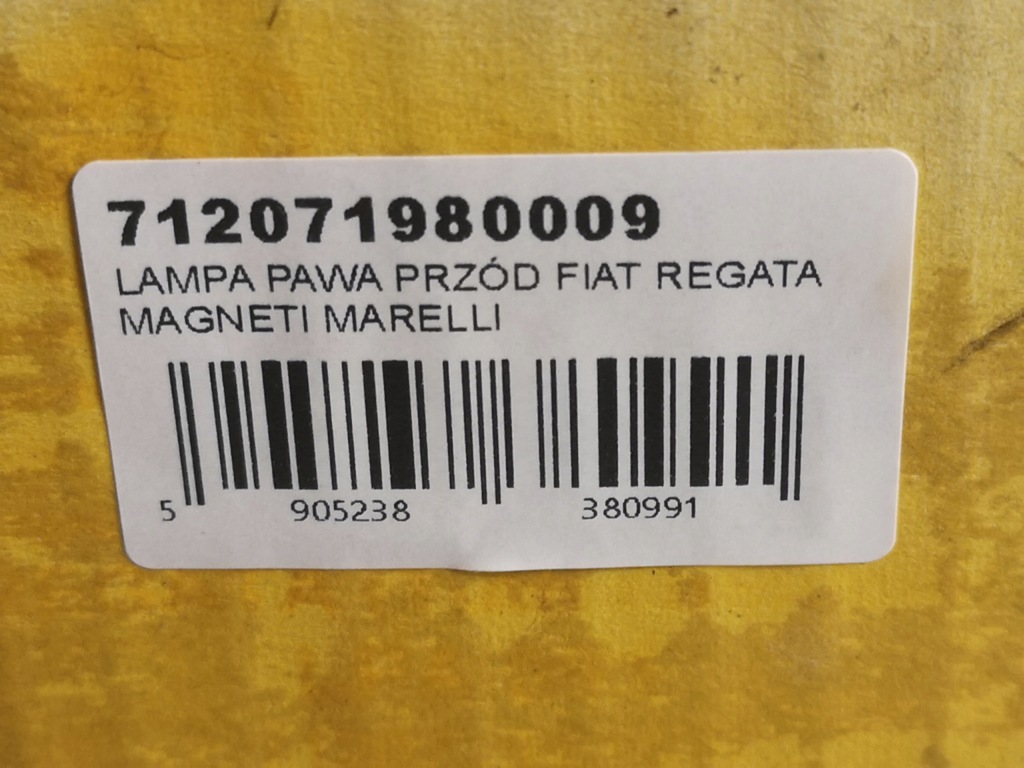 712071980009
LAMPA PAWA PRZÓD FIAT REGATA
MAGNETI MARELLI
5 905238 380991